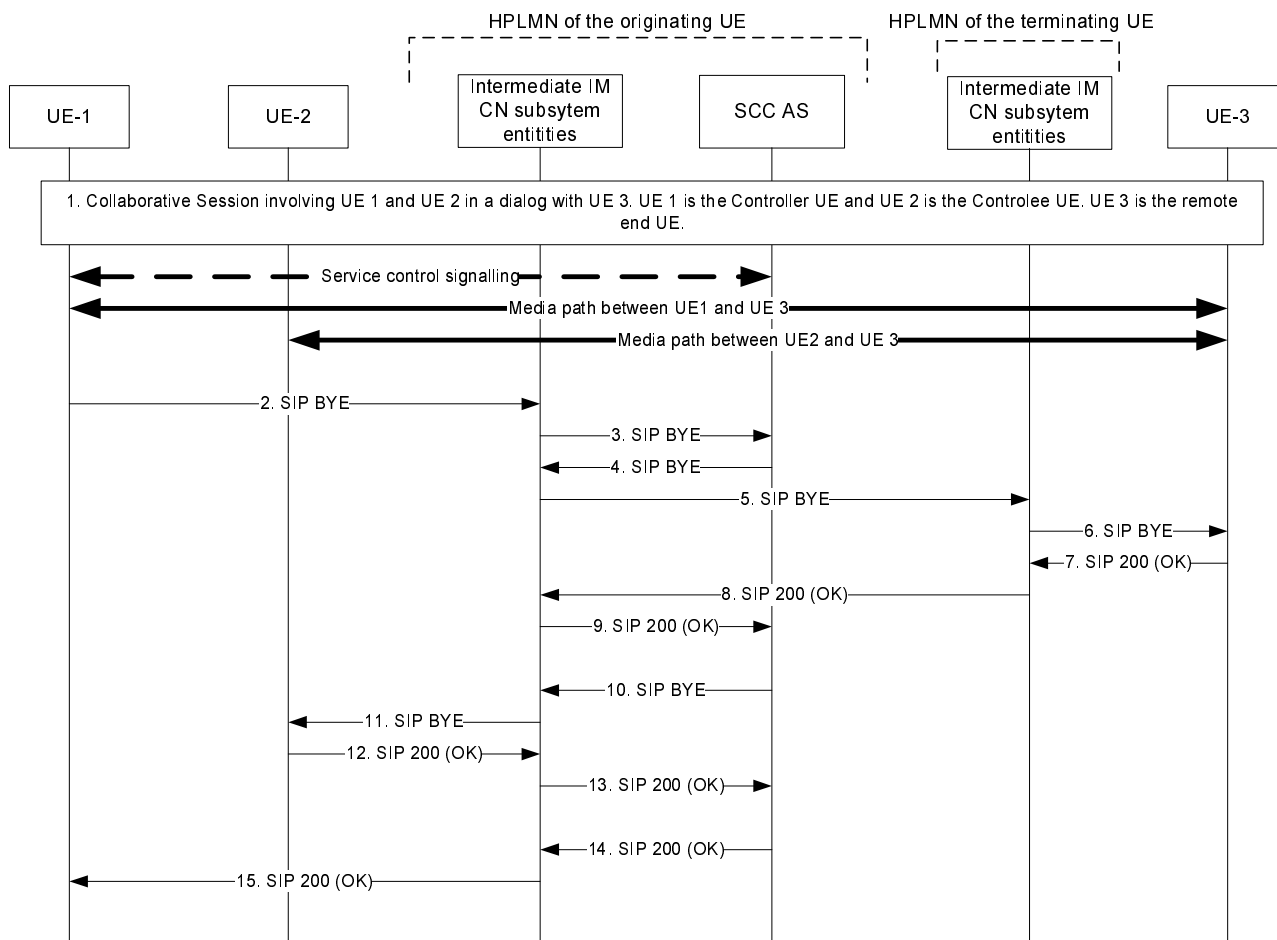 HPLMN of the originating UE
HPLMN of the terminating UE
UE-1
UE-2
Intermediate IM
CN subsytem
entitities
SCC AS
Intermediate IM
CN subsytem
entitities
UE-3
1. Collaborative Session involving UE 1 and UE 2 in a dialog with UE 3. UE 1 is the Controller UE and UE 2 is the Controlee UE. UE 3 is the remote
end UE.
Service control signalling
Media path between UE1 and UE 3
Media path between UE2 and UE 3
2. SIP BYE
3. SIP BYE
4. SIP BYE
5. SIP BYE
6. SIP BYE
7. SIP 200 (OK)
8. SIP 200 (OK)
9. SIP 200 (OK)
10. SIP BYE
11. SIP BYE
12. SIP 200 (OK)
13. SIP 200 (OK)
14. SIP 200 (OK)
15. SIP 200 (OK)